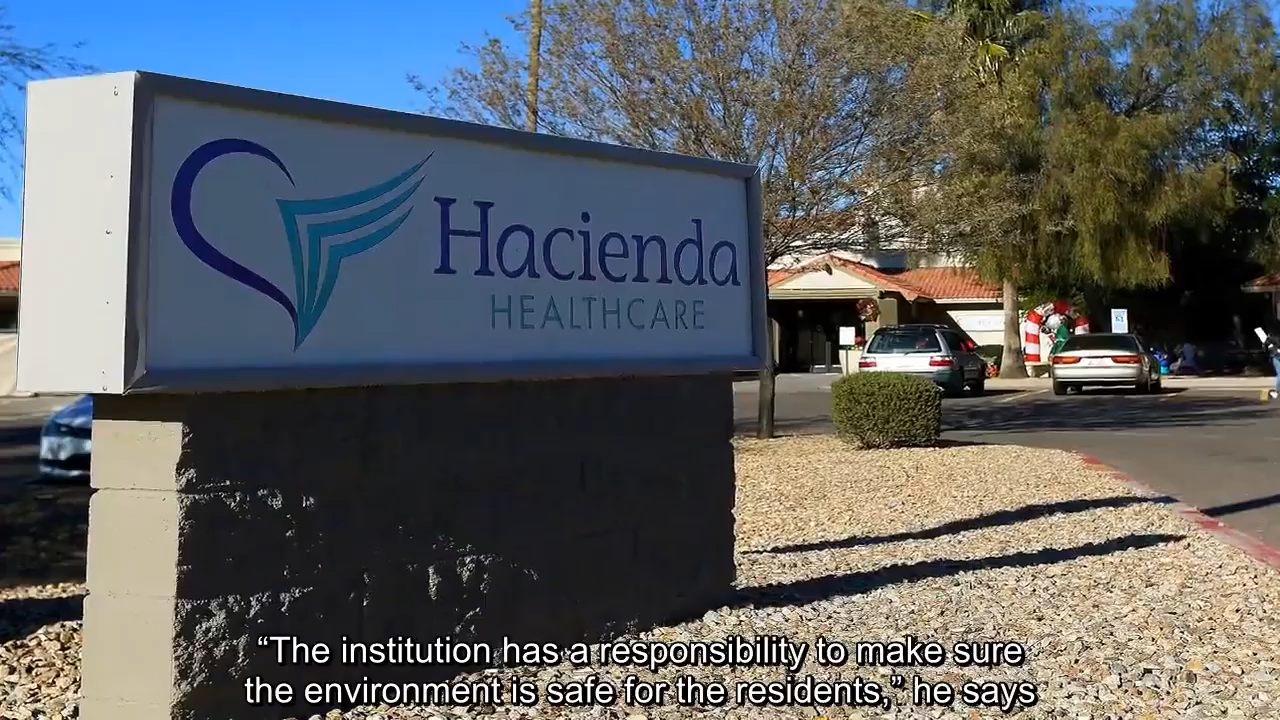 Hacienda
HEALTHCARE
“The institution has a responsibility to make sure
the environment is safe for the residents,” he says